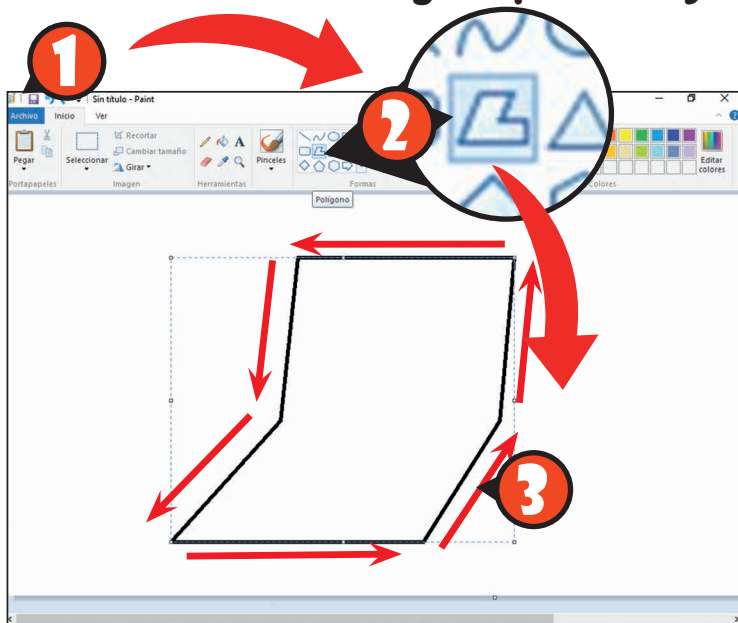 1
Sin título - Paint
Archivo Inicio Ver
2
Pegar
Seleccionar
Recortar
Cambiar tamaño
Girar
A
Pinceles
Editar colores
Portapapeles
Imagen
Herramientas
Formas
Colores
Polígono
3